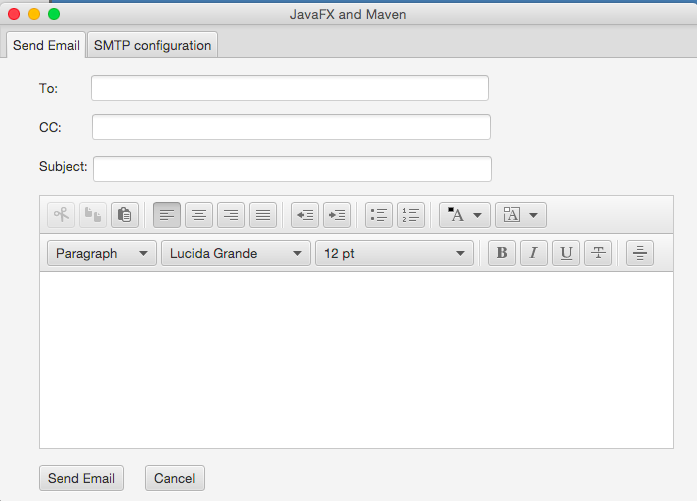 JavaFX and Maven
Send Email SMTP configuration
To:
CC:
Subject:
A A
Paragraph Lucida Grande 12 pt B I U T
Send Email Cancel